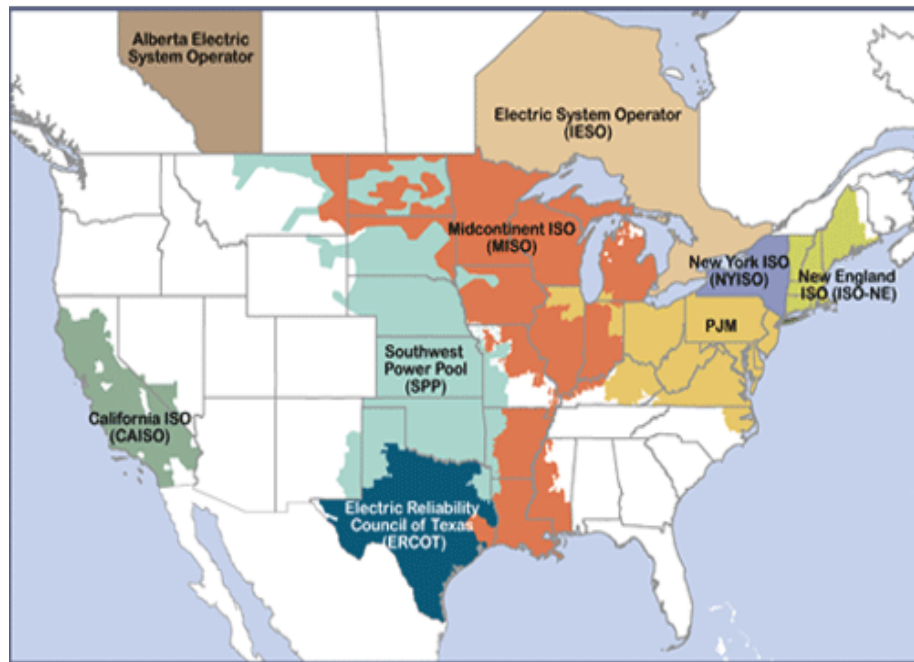 Alberta Electric
System Operator
Electric System Operator
(IESO)
Midcontinent ISO
(MISO)
New York ISO
(NYISO)
New England
ISO (ISO-NE)
PJM
Southwest
Power Pool
(SPP)
California ISO
(CAISO)
Electric Reliability
Council of Texas
(ERCOT)